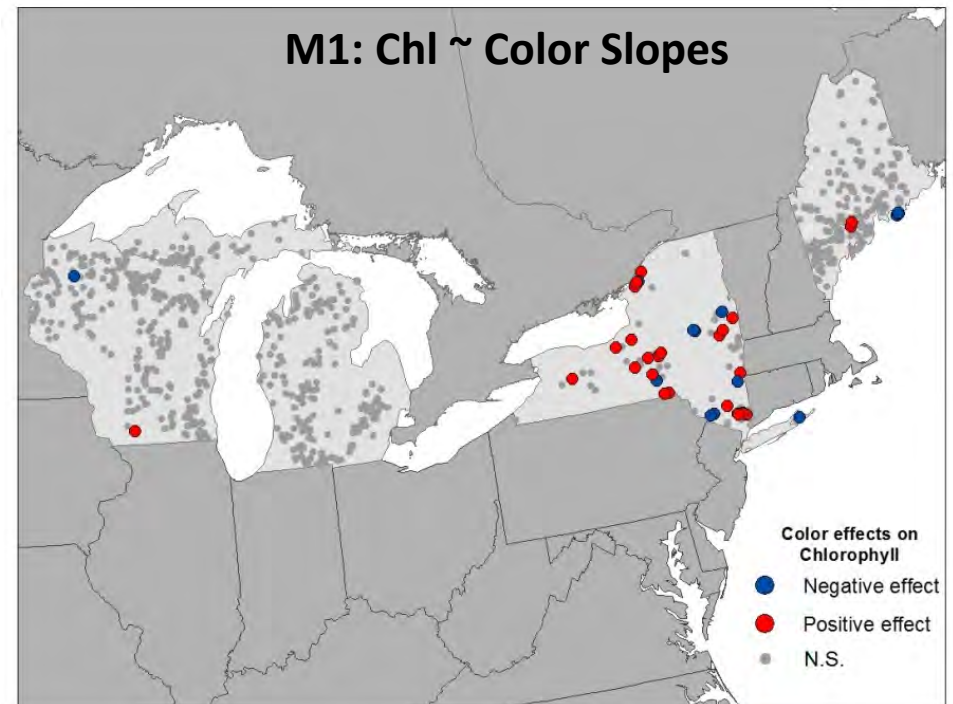 M1: Chl ~ Color Slopes
Color effects on
Chlorophyll
Negative effect
Positive effect
N.S.